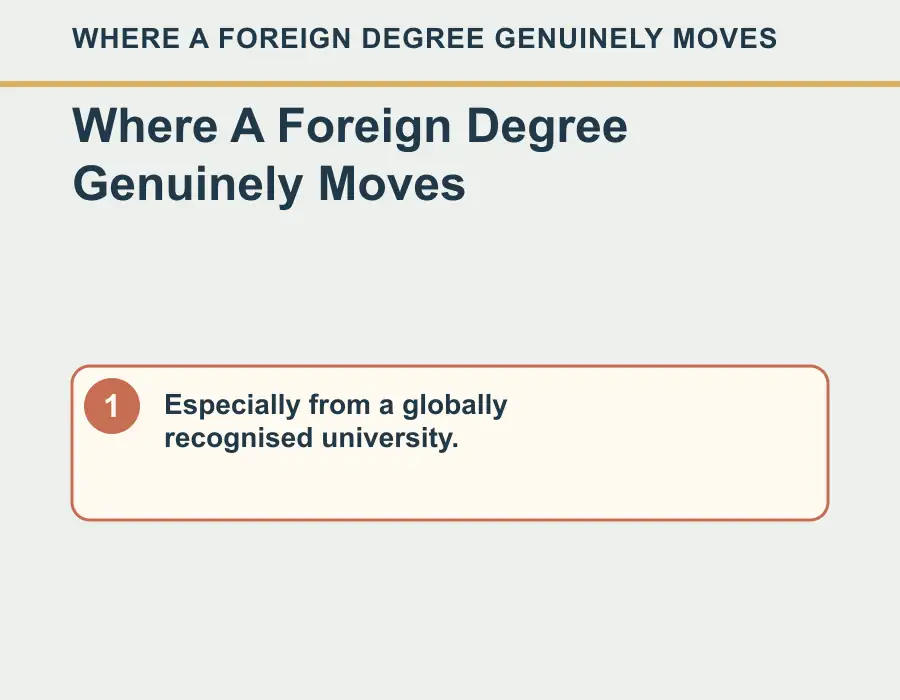 WHERE A FOREIGN DEGREE GENUINELY MOVES
Where A Foreign Degree
Genuinely Moves
1
Especially from a globally
recognised university.